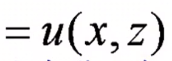 = u(x, z)